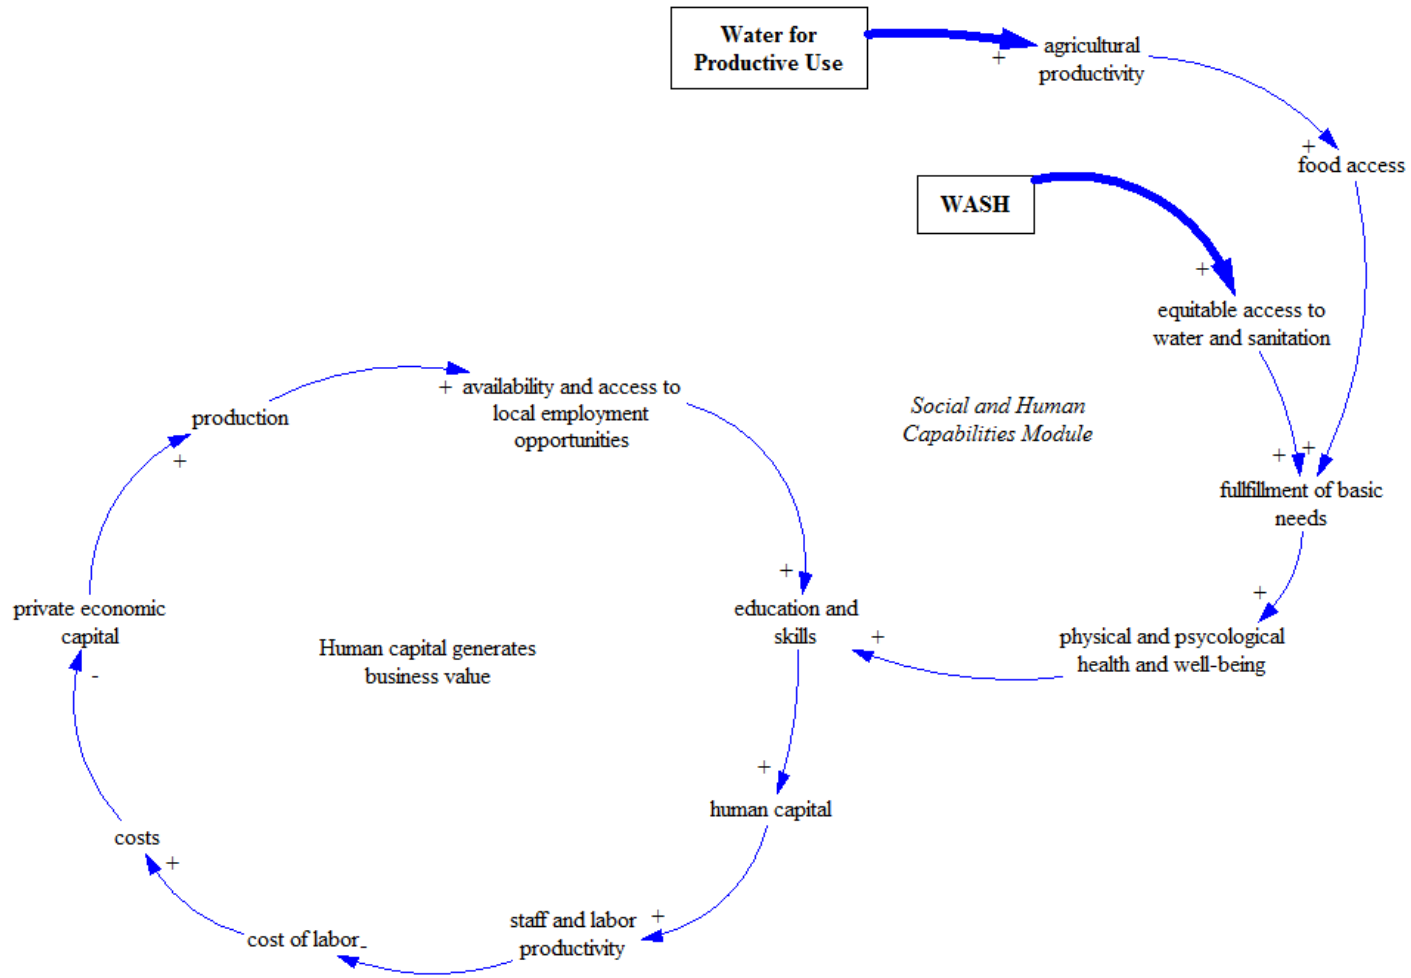 Water for
Productive Use
+
agricultural
productivity
+
food access
WASH
+
equitable access to
water and sanitation
Social and Human
Capabilities Module
+ +
fullfillment of basic
needs
+
physical and psycological
health and well-being
+
production
+
+ availability and access to
local employment
opportunities
+
education and
skills
+
private economic
capital
-
Human capital generates
business value
+
human capital
costs
+
staff and labor +
productivity
cost of labor -